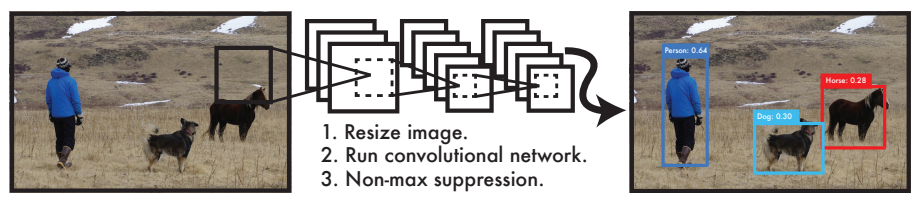 1. Resize image.
2. Run convolutional network.
3. Non-max suppression.
Person: 0.64
Horse: 0.28
Dog: 0.30